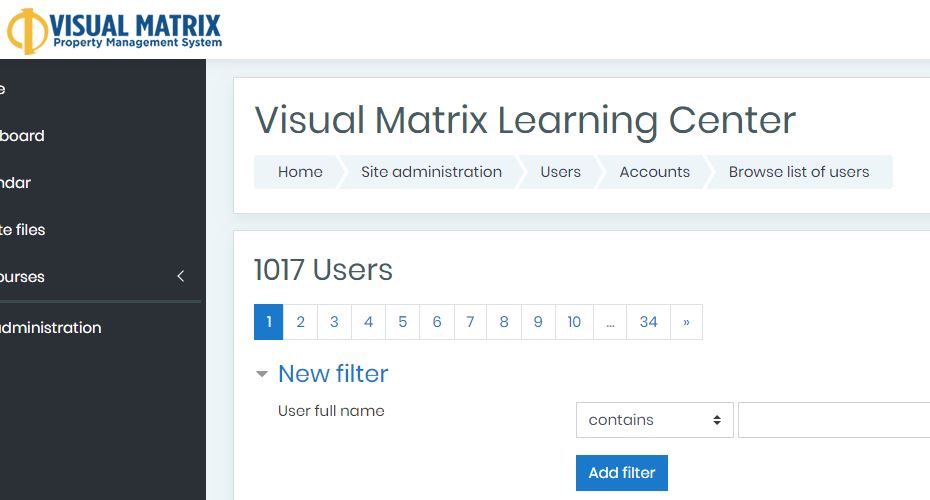 VISUAL MATRIX
Property Management System
Visual Matrix Learning Center
Home Site administration Users Accounts Browse list of users
board
ndar
te files
ourses
administration
1017 Users
1 2 3 4 5 6 7 8 9 10 ... 34 »
New filter
User full name contains
Add filter